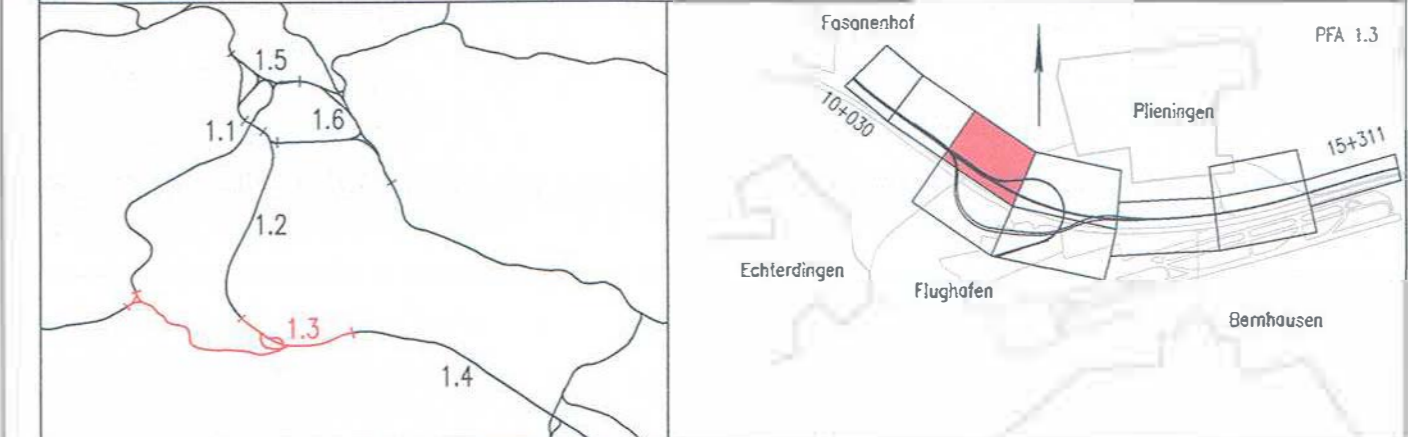 1.5
1.1
1.6
1.2
1.3
1.4
Fasanenhof
PFA 1.3
10+030
Plieningen
15+311
Echterdingen
Flughafen
Bernhausen